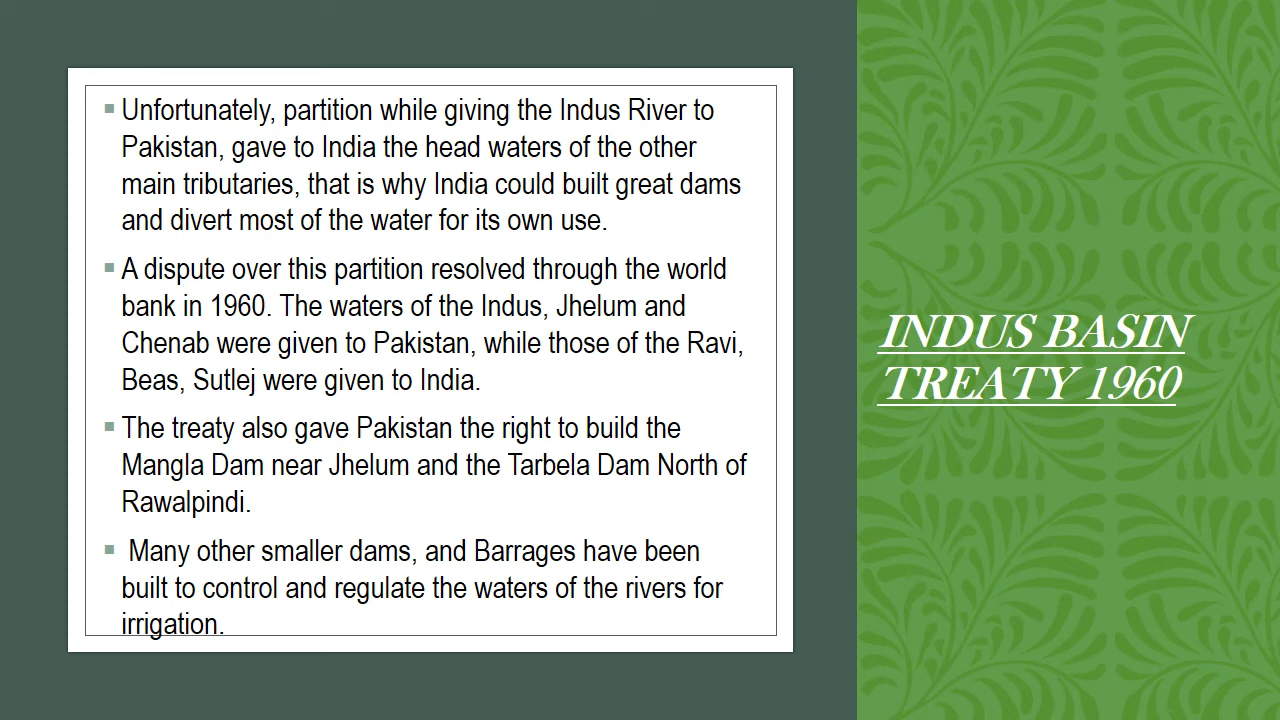 Unfortunately, partition while giving the Indus River to
Pakistan, gave to India the head waters of the other
main tributaries, that is why India could built great dams
and divert most of the water for its own use.
A dispute over this partition resolved through the world
bank in 1960. The waters of the Indus, Jhelum and
Chenab were given to Pakistan, while those of the Ravi,
Beas, Sutlej were given to India.
The treaty also gave Pakistan the right to build the
Mangla Dam near Jhelum and the Tarbela Dam North of
Rawalpindi.
Many other smaller dams, and Barrages have been
built to control and regulate the waters of the rivers for
irrigation.
INDUS BASIN
TREATY 1960